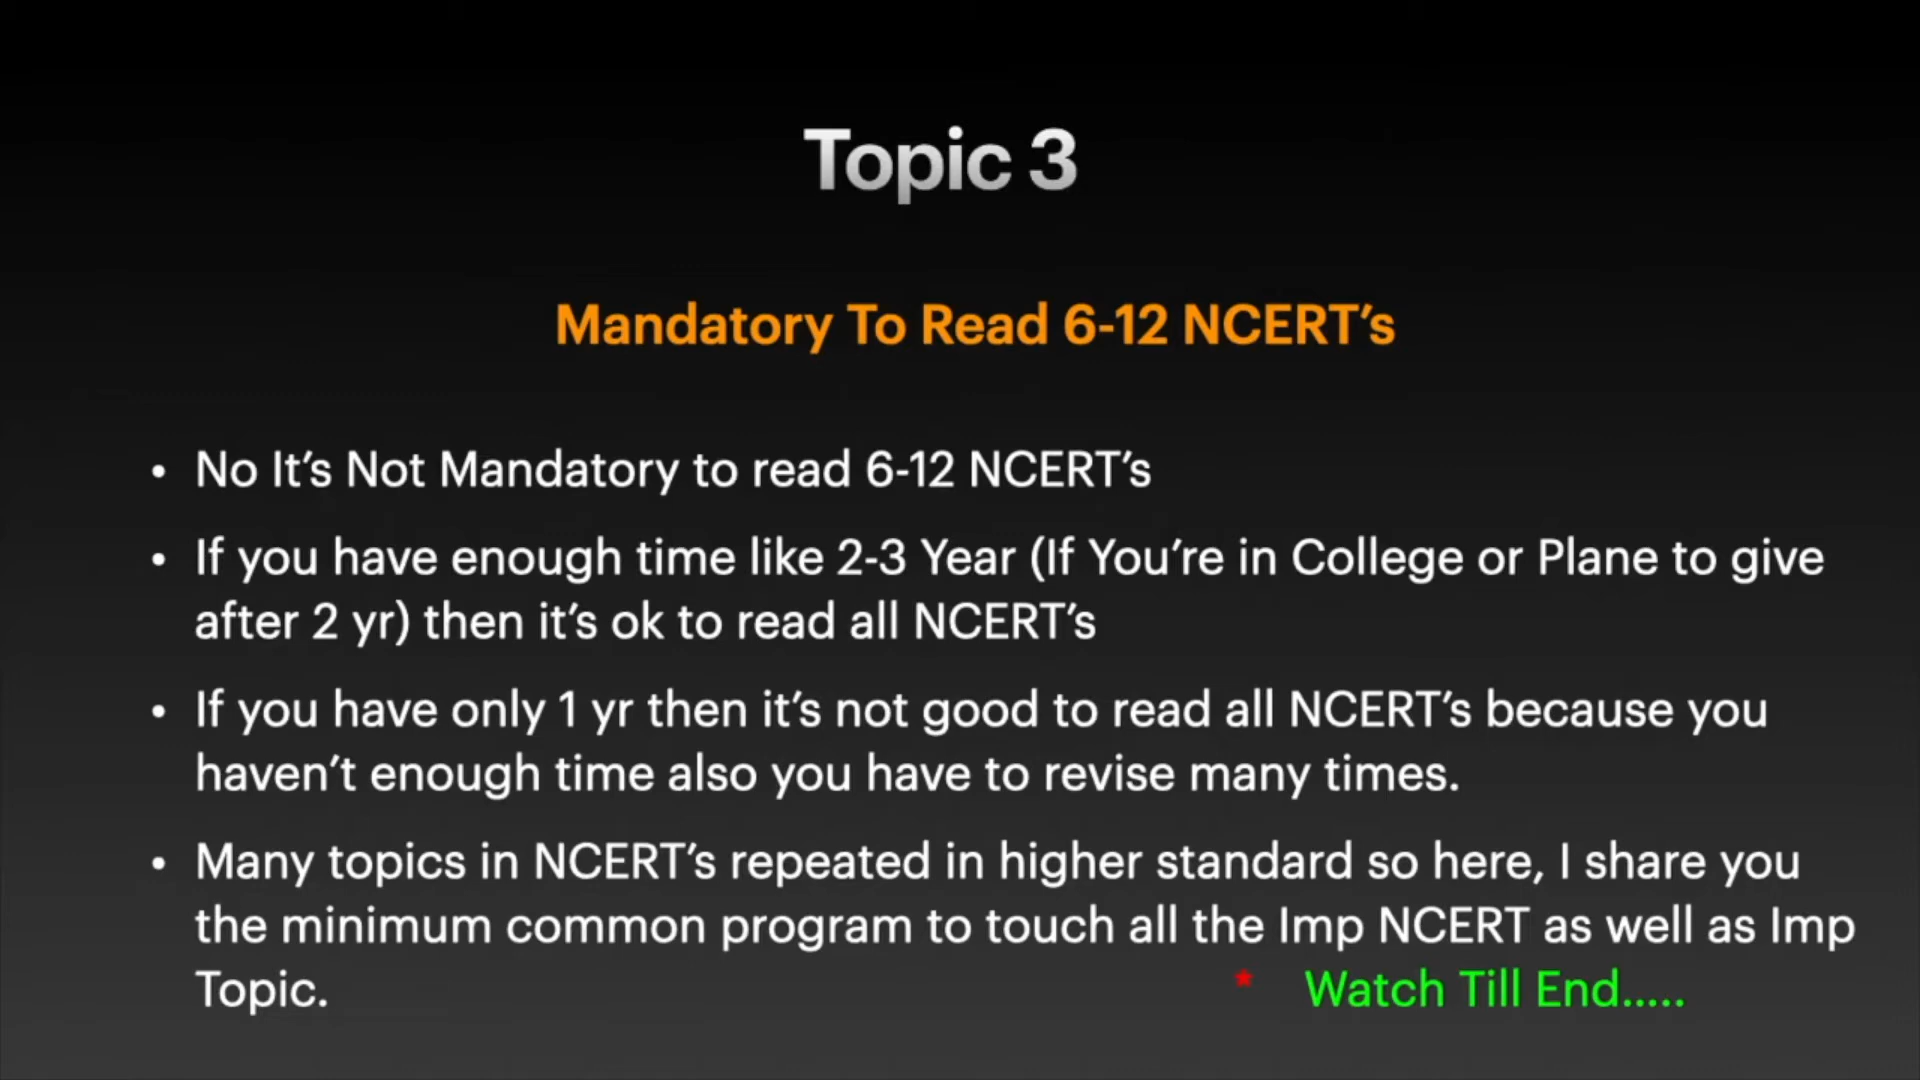 Topic 3
Mandatory To Read 6-12 NCERT’s
• No It’s Not Mandatory to read 6-12 NCERT’s
• If you have enough time like 2-3 Year (If You’re in College or Plane to give
after 2 yr) then it’s ok to read all NCERT’s
• If you have only 1 yr then it’s not good to read all NCERT’s because you
haven’t enough time also you have to revise many times.
• Many topics in NCERT’s repeated in higher standard so here, I share you
the minimum common program to touch all the Imp NCERT as well as Imp
Topic.
* Watch Till End.....